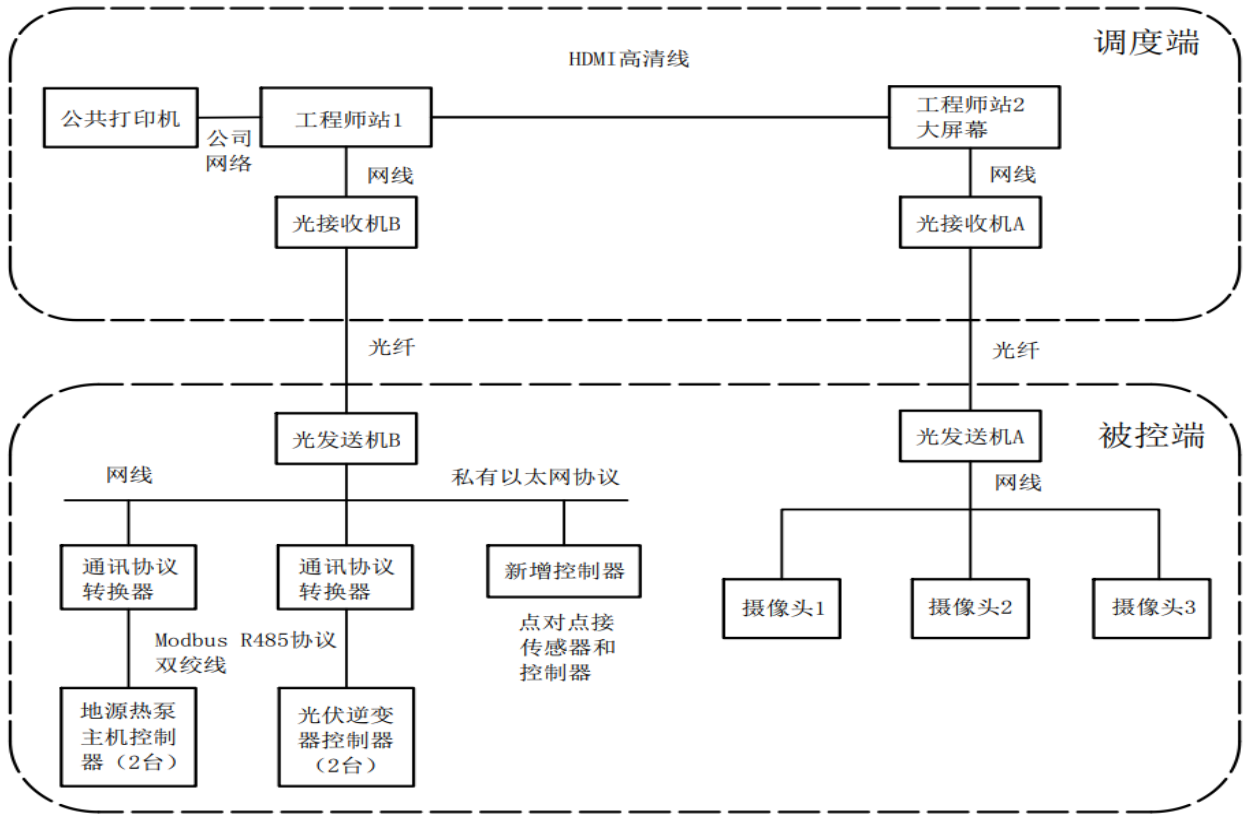 调度端
HDMI高清线
公共打印机
公司
网络
工程师站1
工程师站2
大屏幕
网线
网线
光接收机B
光接收机A
光纤
光纤
被控端
光发送机B
光发送机A
网线
私有以太网协议
网线
通讯协议
转换器
通讯协议
转换器
新增控制器
摄像头1
摄像头2
摄像头3
点对点接
传感器和
控制器
Modbus R485协议
双绞线
地源热泵
主机控制
器（2台）
光伏逆变
器控制器
（2台）